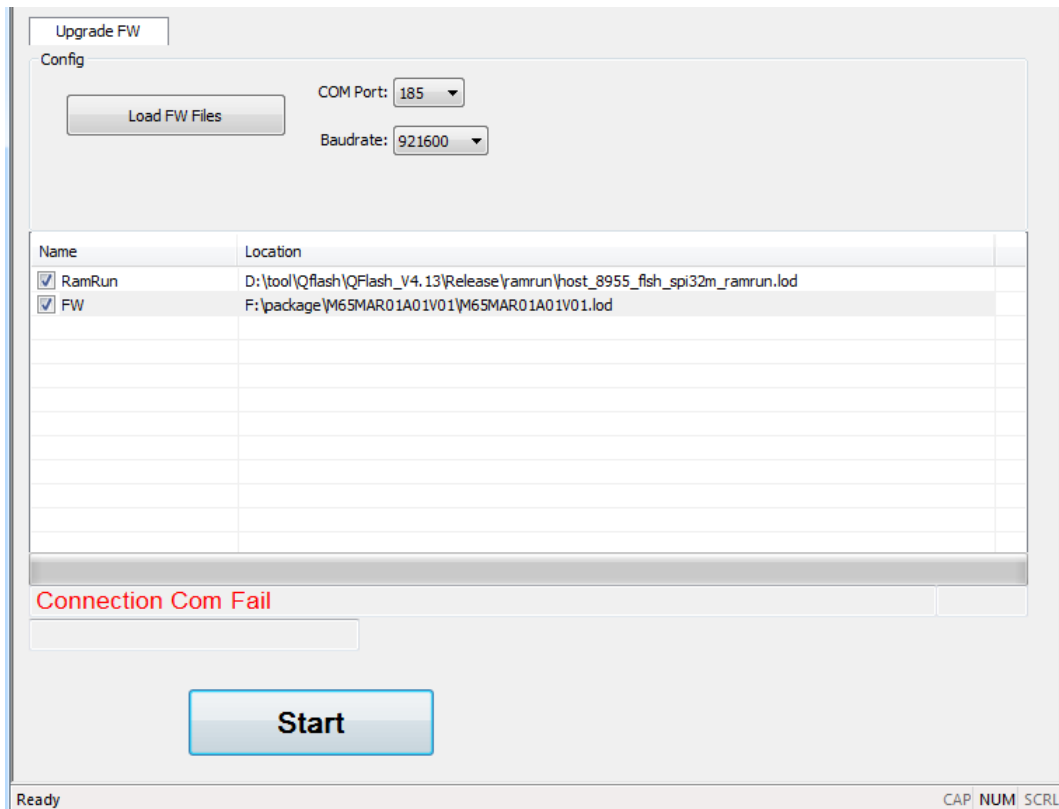 Upgrade FW
Config
Load FW Files
COM Port: 185
Baudrate: 921600
Name Location
RamRun D:\tool\Qflash\QFlash_V4.13\Release\ramrun\host_8955_flsh_spi32m_ramrun.lod
FW F:\package\M65MAR01A01V01\M65MAR01A01V01.lod
Connection Com Fail
Start
Ready CAP NUM SCRL